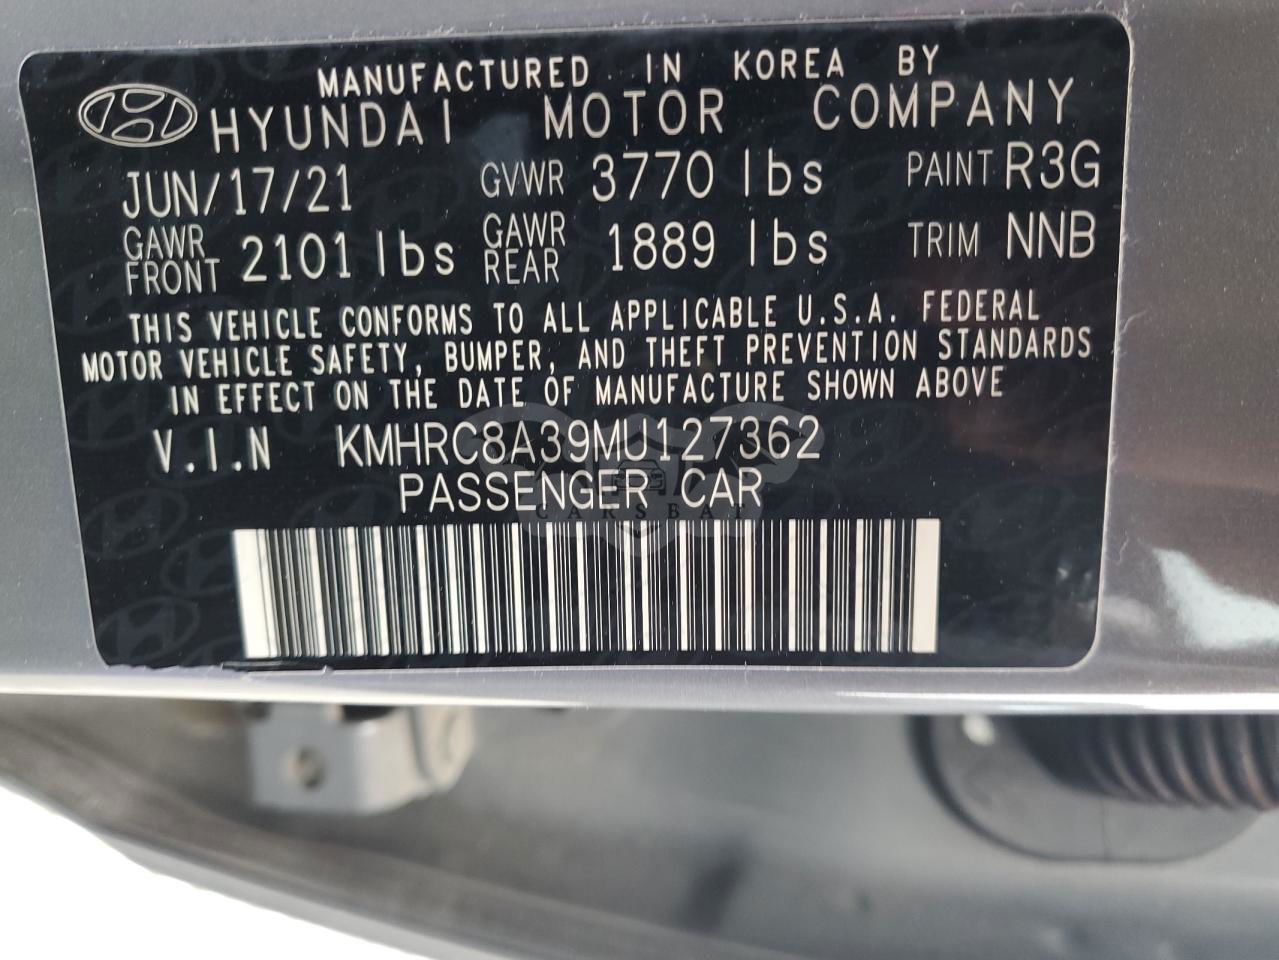 MANUFACTURED IN KOREA BY
HYUNDAI MOTOR COMPANY
JUN/17/21 GVWR 3770 lbs PAINT R3G
GAWR FRONT 2101 lbs GAWR REAR 1889 lbs TRIM NNB
THIS VEHICLE CONFORMS TO ALL APPLICABLE U.S.A. FEDERAL
MOTOR VEHICLE SAFETY, BUMPER, AND THEFT PREVENTION STANDARDS
IN EFFECT ON THE DATE OF MANUFACTURE SHOWN ABOVE
V.I.N KMHRC8A39MU127362
PASSENGER CAR
CARSBAT